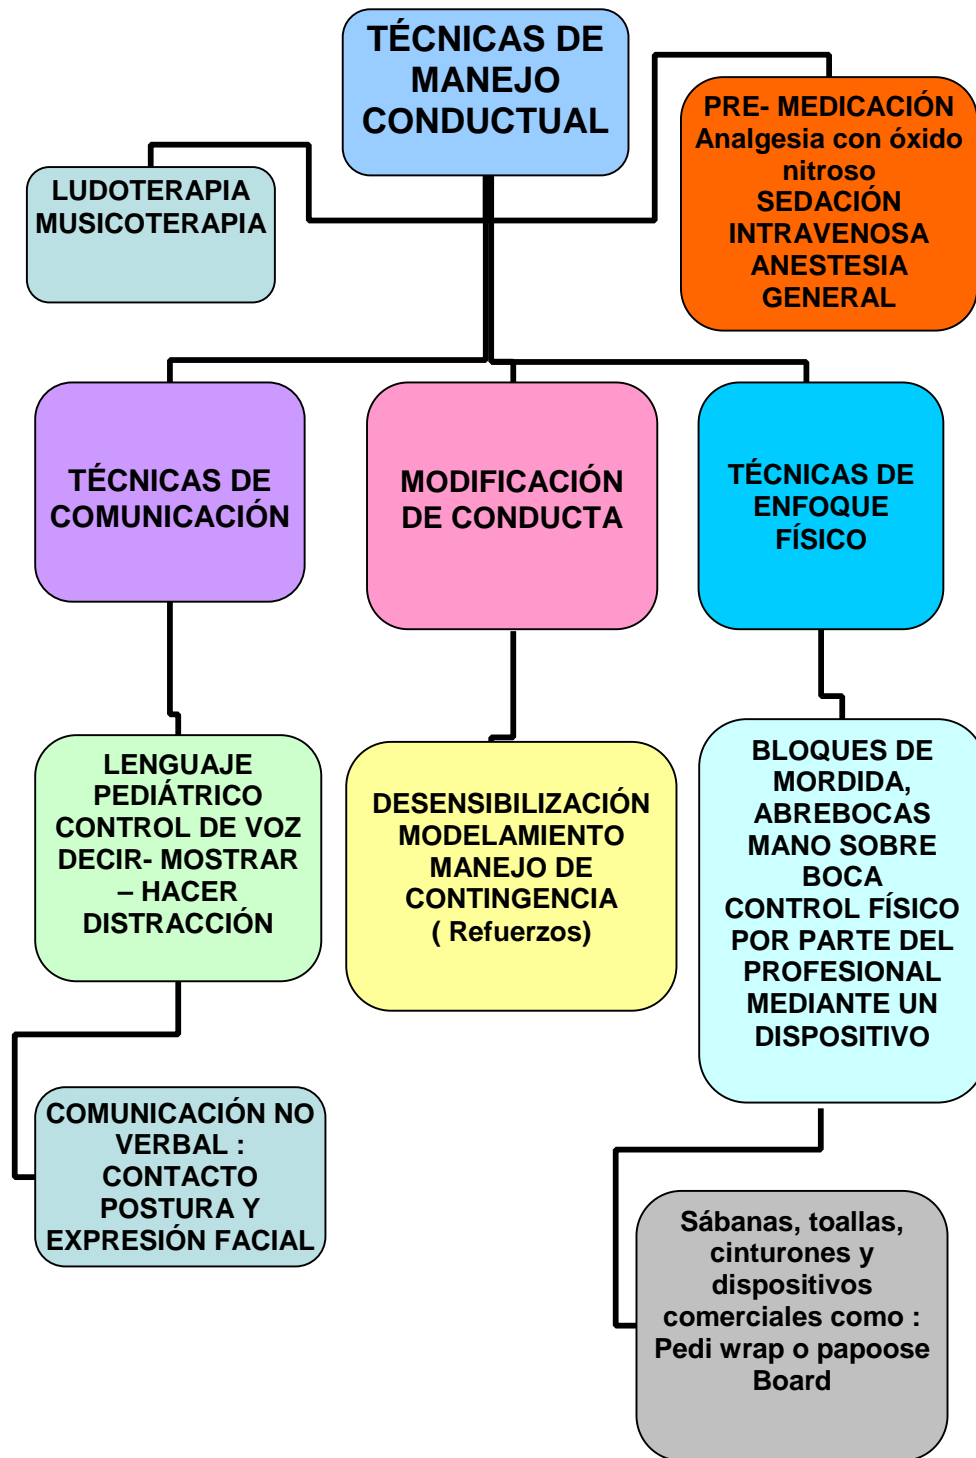 TÉCNICAS DE
MANEJO
CONDUCTUAL
PRE- MEDICACIÓN
Analgesia con óxido
nitroso
SEDACIÓN
INTRAVENOSA
ANESTESIA
GENERAL
LUDOTERAPIA
MUSICOTERAPIA
TÉCNICAS DE
COMUNICACIÓN
MODIFICACIÓN
DE CONDUCTA
TÉCNICAS DE
ENFOQUE
FÍSICO
LENGUAJE
PEDIÁTRICO
CONTROL DE VOZ
DECIR- MOSTRAR
– HACER
DISTRACCIÓN
DESENSIBILIZACIÓN
MODELAMIENTO
MANEJO DE
CONTINGENCIA
( Refuerzos)
BLOQUES DE
MORDIDA,
ABREBOCAS
MANO SOBRE
BOCA
CONTROL FÍSICO
POR PARTE DEL
PROFESIONAL
MEDIANTE UN
DISPOSITIVO
COMUNICACIÓN NO
VERBAL :
CONTACTO
POSTURA Y
EXPRESIÓN FACIAL
Sábanas, toallas,
cinturones y
dispositivos
comerciales como :
Pedi wrap o papoose
Board